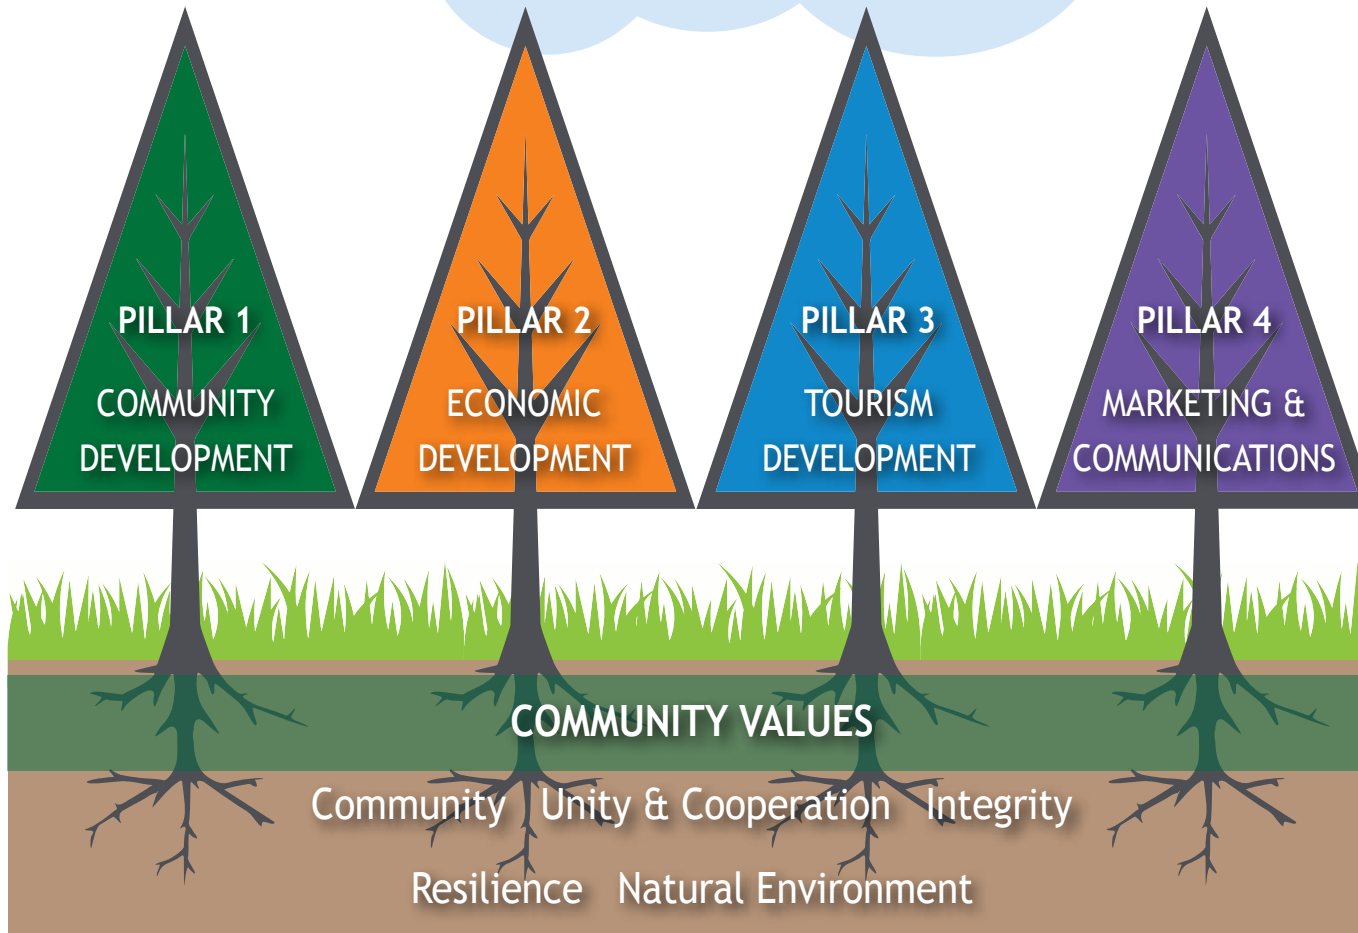 PILLAR 1
COMMUNITY
DEVELOPMENT
PILLAR 2
ECONOMIC
DEVELOPMENT
PILLAR 3
TOURISM
DEVELOPMENT
PILLAR 4
MARKETING &
COMMUNICATIONS
COMMUNITY VALUES
Community Unity & Cooperation Integrity
Resilience Natural Environment